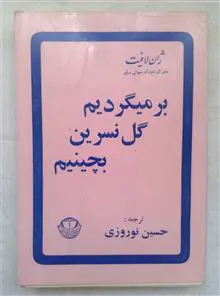 ژان لافیت
برمیگردیم
گل نسرین
بچینیم
ترجمه:
حسین نوروزی